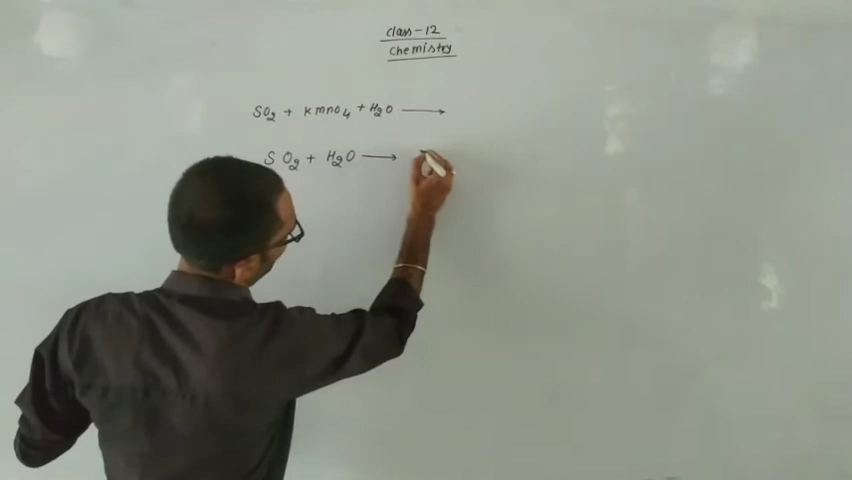 class-12
Chemistry
SO2 + kmno4 + H2O ⟶
SO2 + H2O ⟶